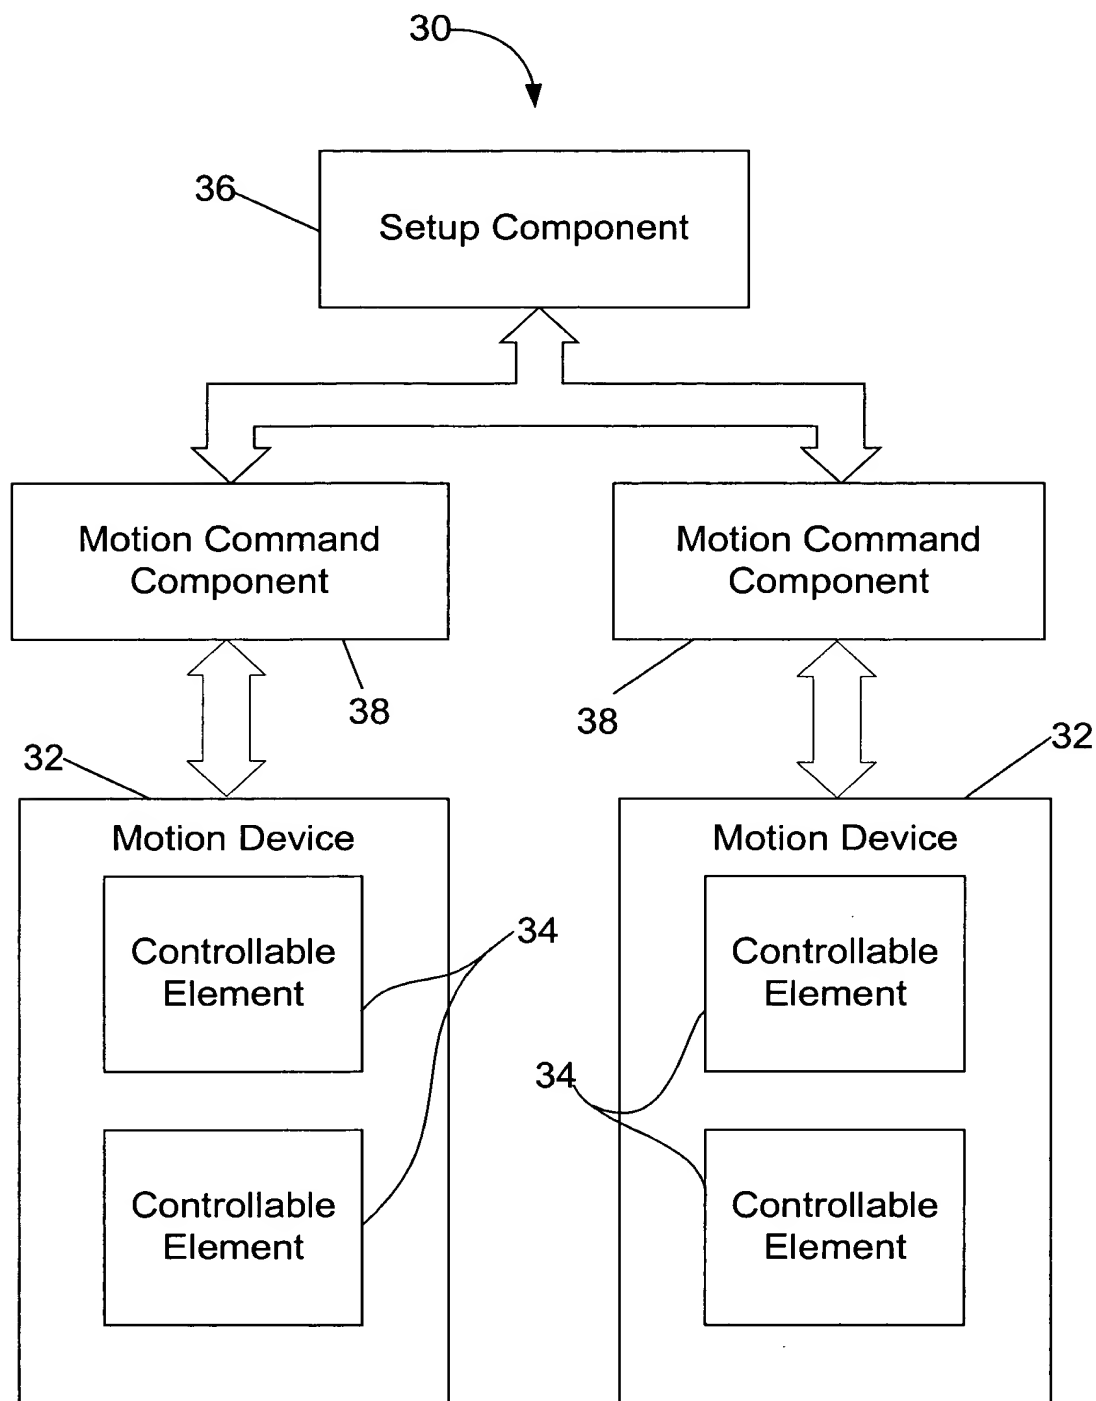 30
36
Setup Component
Motion Command
Component
Motion Command
Component
38
38
32
32
Motion Device
Motion Device
Controllable
Element
34
Controllable
Element
34
Controllable
Element
Controllable
Element